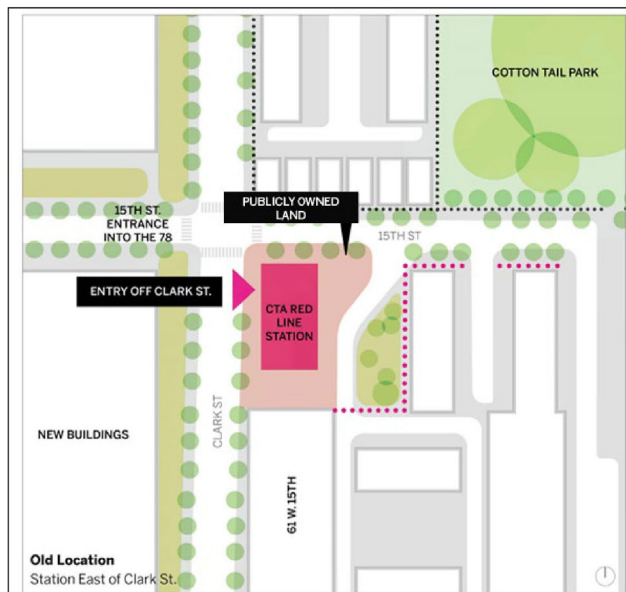 COTTON TAIL PARK
PUBLICLY OWNED
LAND
15TH ST.
ENTRANCE
INTO THE 78
15TH ST
ENTRY OFF CLARK ST.
CTA RED
LINE
STATION
CLARK ST
NEW BUILDINGS
61 W. 15TH
Old Location
Station East of Clark St.